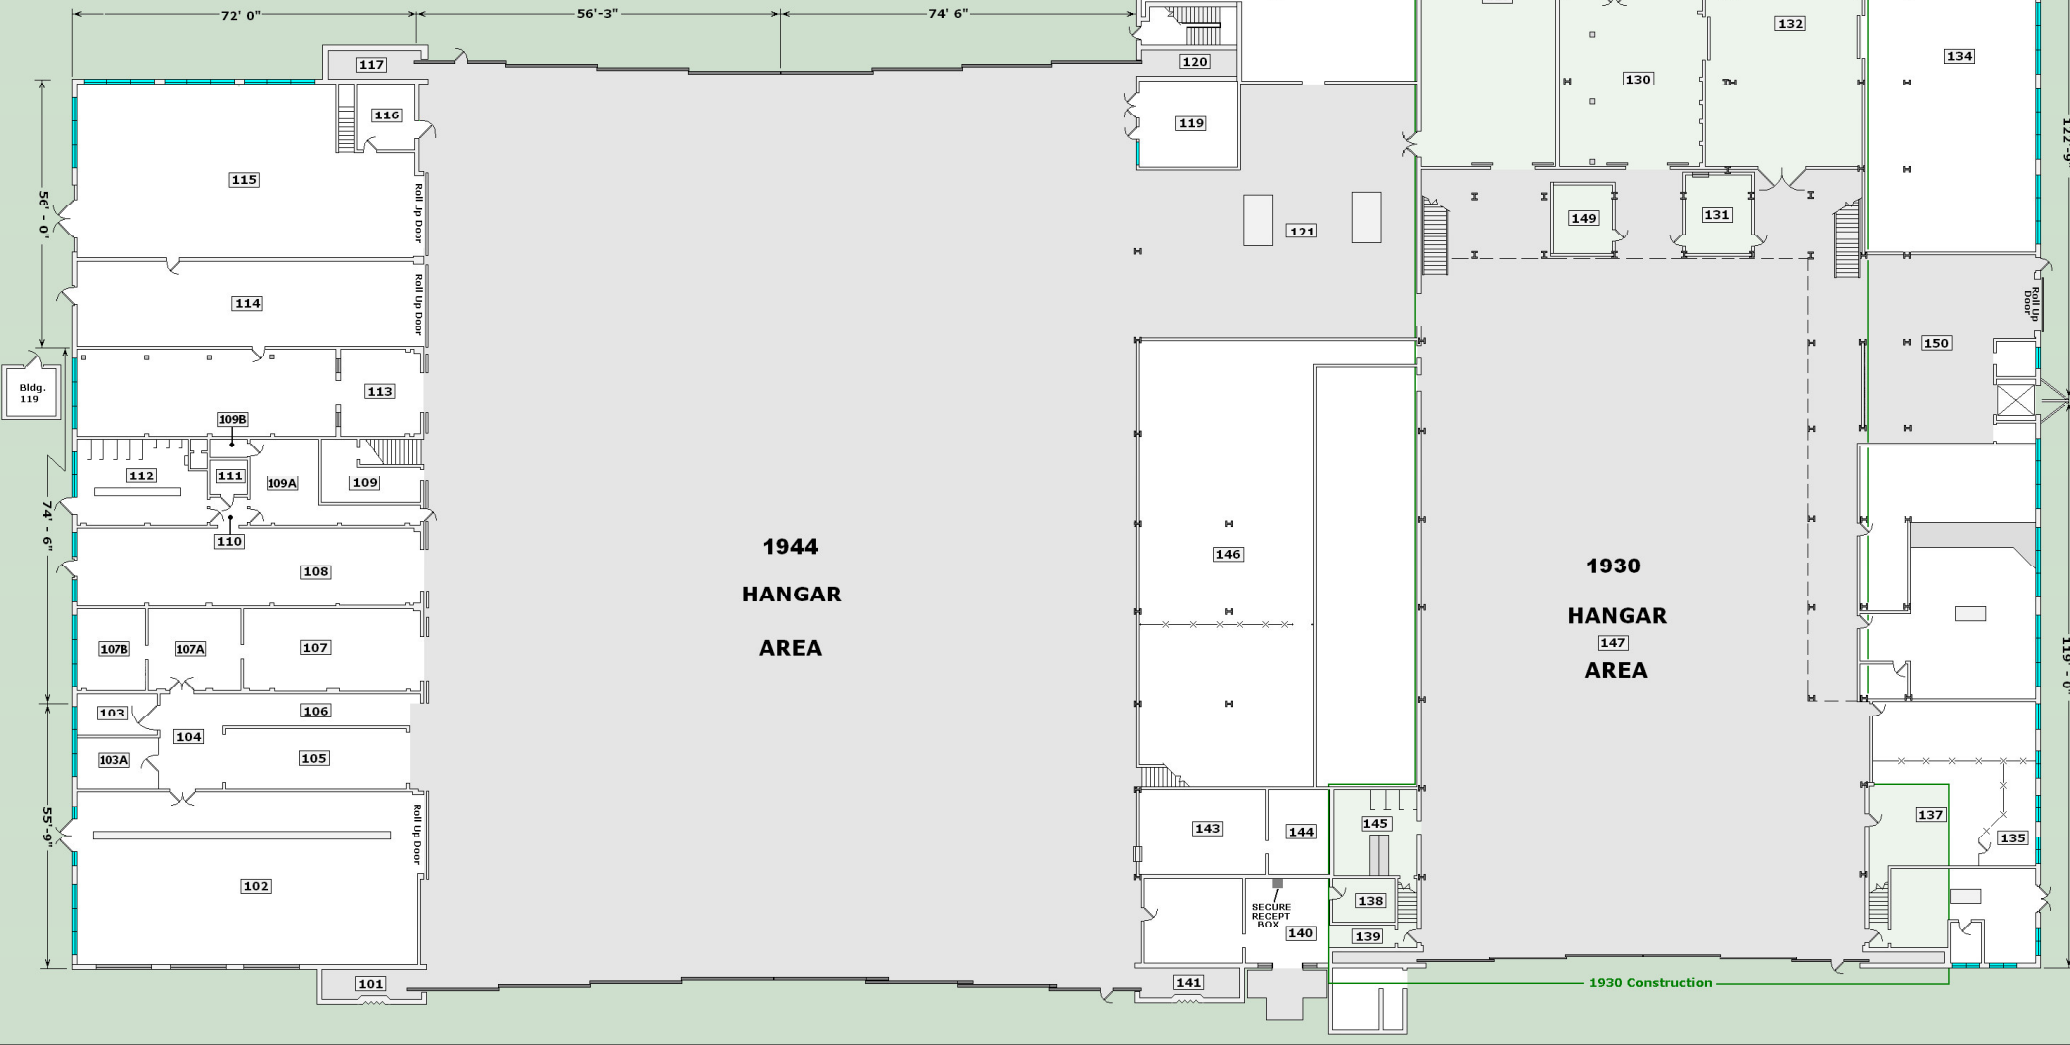 72' 0"
56'-3"
74' 6"
132
117
120
134
130
116
119
115
Roll Up Door
149
131
121
56' - 0"
114
Roll Up Door
Roll Up
Door
150
Bldg.
119
113
109B
112
111
109A
109
74' - 6"
110
108
1944
HANGAR
AREA
146
1930
HANGAR
147
AREA
107B
107A
107
103
106
104
103A
105
55'-9"
Roll Up Door
102
143
144
145
137
135
138
SECURE
RECEPT
BOX
140
139
101
141
1930 Construction
122'-9"
119' - 0"